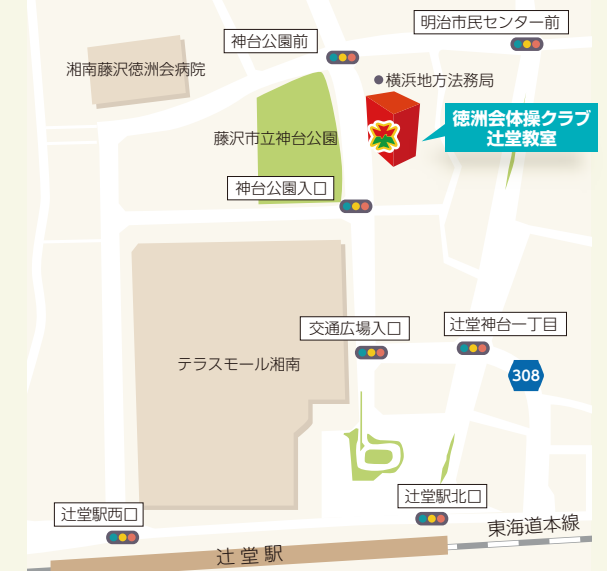 明治市民センター前
神台公園前
湘南藤沢徳洲会病院
●横浜地方法務局
徳洲会体操クラブ
辻堂教室
藤沢市立神台公園
神台公園入口
交通広場入口
辻堂神台一丁目
テラスモール湘南
308
辻堂駅北口
辻堂駅西口
東海道本線
辻堂駅